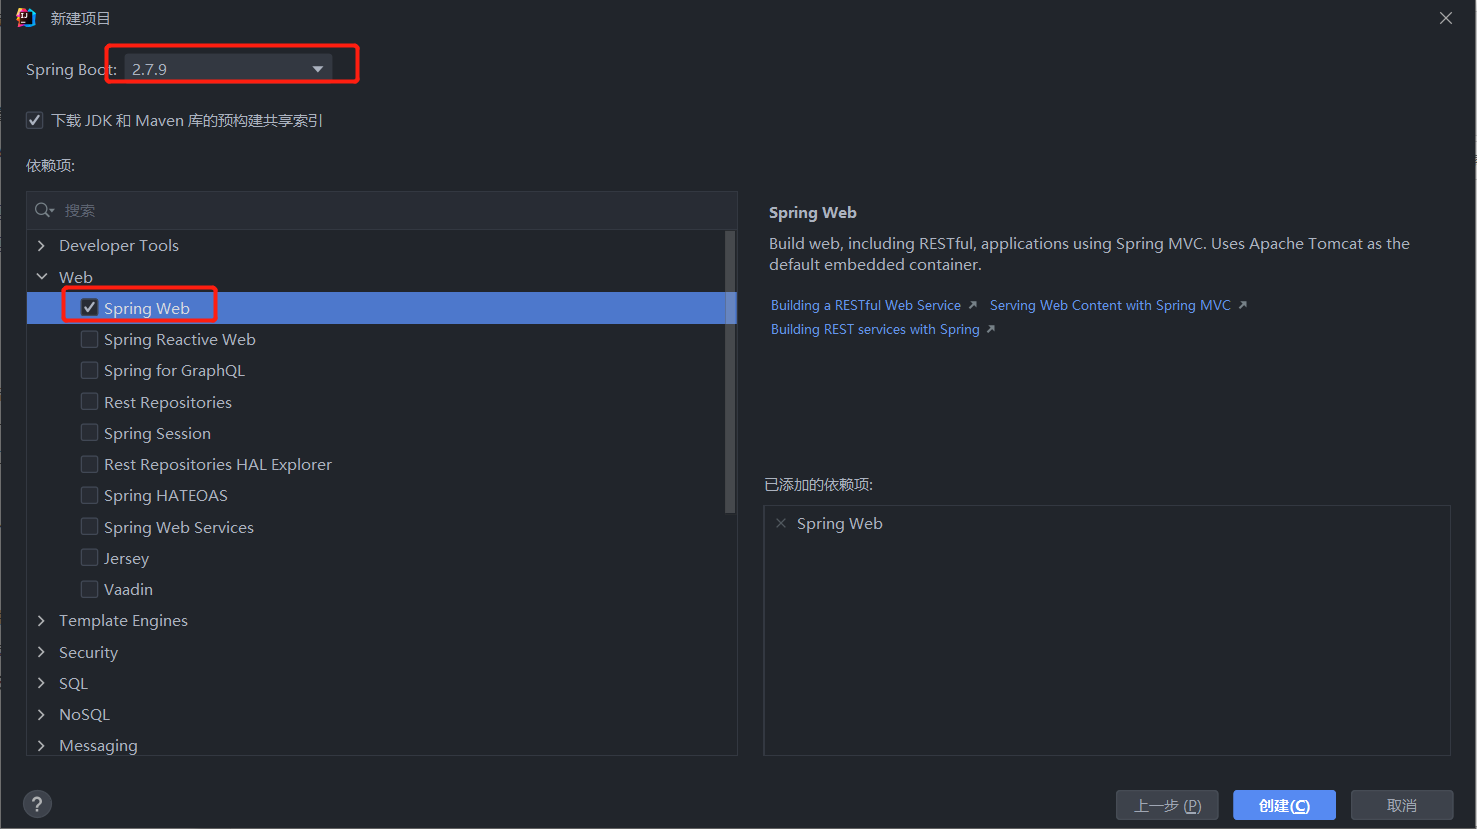 新建项目
Spring Boot: 2.7.9
下载 JDK 和 Maven 库的预构建共享索引
依赖项:
搜索
Developer Tools
Web
Spring Web
Spring Reactive Web
Spring for GraphQL
Rest Repositories
Spring Session
Rest Repositories HAL Explorer
Spring HATEOAS
Spring Web Services
Jersey
Vaadin
Template Engines
Security
SQL
NoSQL
Messaging
Spring Web
Build web, including RESTful, applications using Spring MVC. Uses Apache Tomcat as the
default embedded container.
Building a RESTful Web Service Serving Web Content with Spring MVC
Building REST services with Spring
已添加的依赖项:
Spring Web
?
上一步 (P) 创建(C) 取消